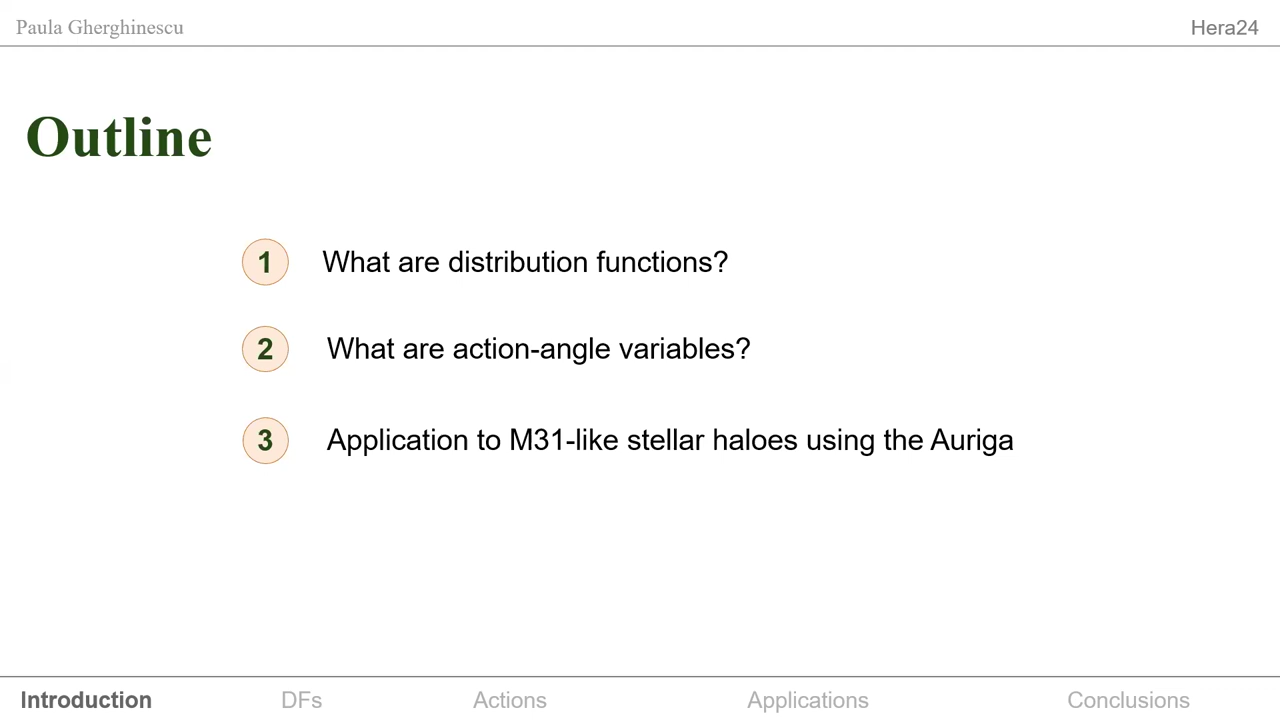 Paula Gherghinescu
Hera24
Outline
1 What are distribution functions?
2 What are action-angle variables?
3 Application to M31-like stellar haloes using the Auriga
Introduction DFs Actions Applications Conclusions